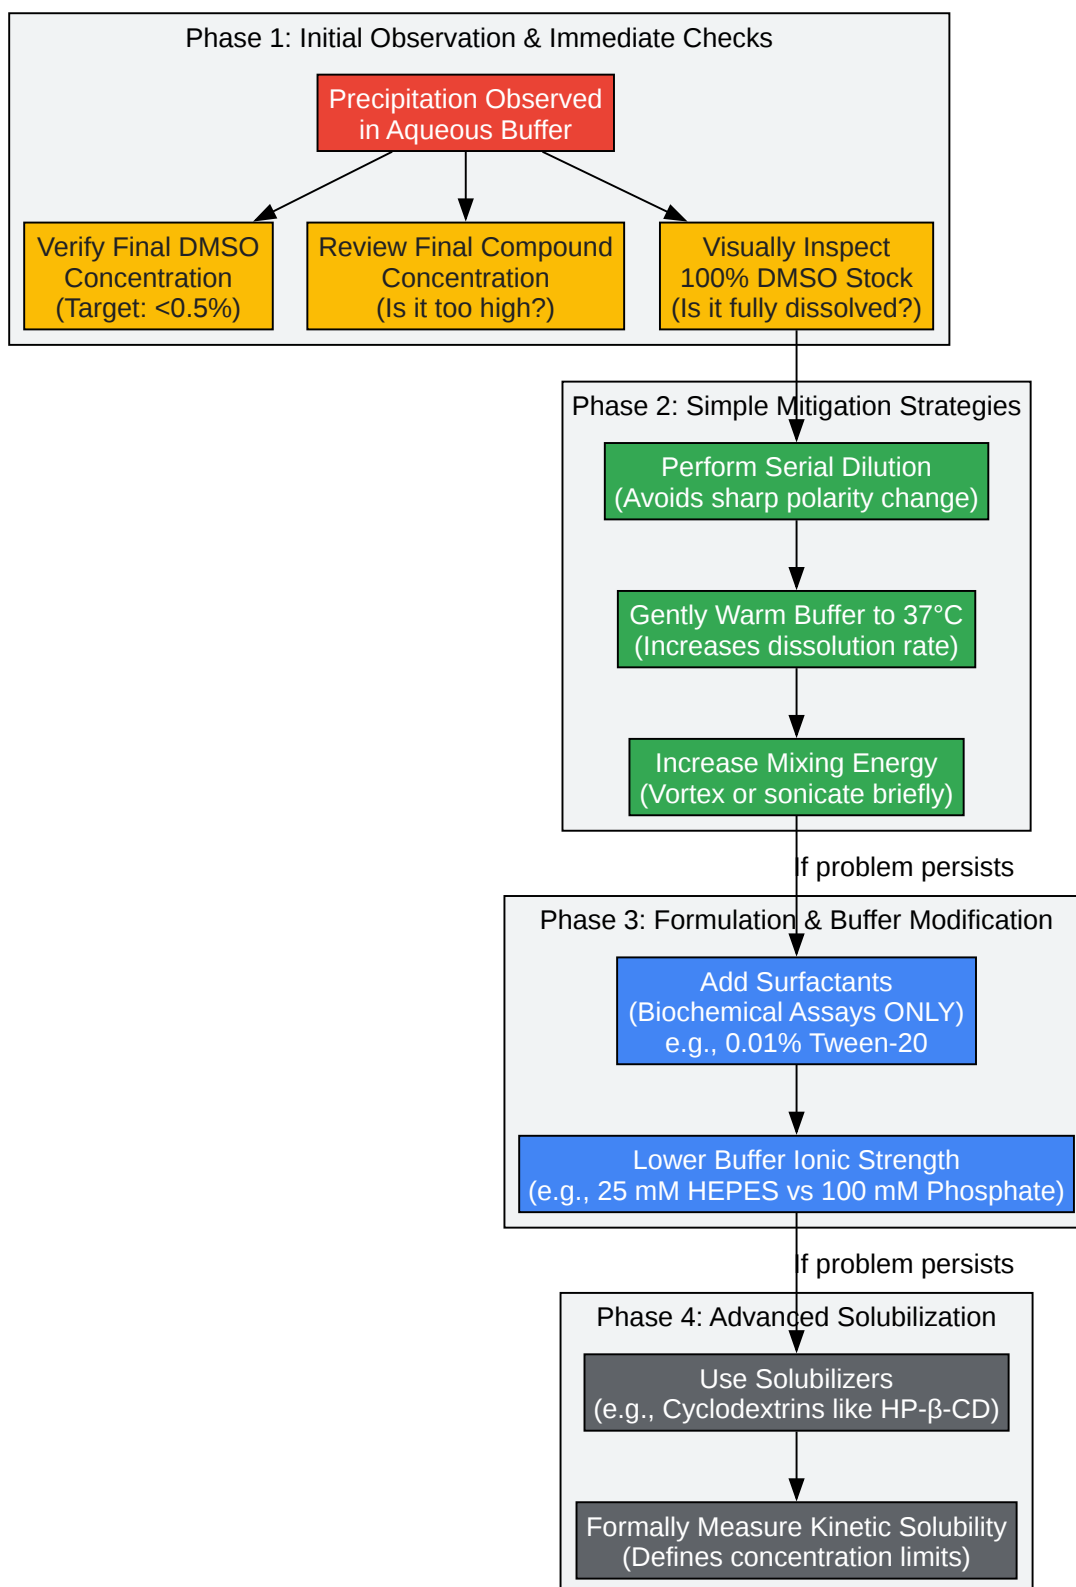 Phase 1: Initial Observation & Immediate Checks
Precipitation Observed
in Aqueous Buffer
Verify Final DMSO
Concentration
(Target: <0.5%)
Review Final Compound
Concentration
(Is it too high?)
Visually Inspect
100% DMSO Stock
(Is it fully dissolved?)
Phase 2: Simple Mitigation Strategies
Perform Serial Dilution
(Avoids sharp polarity change)
Gently Warm Buffer to 37°C
(Increases dissolution rate)
Increase Mixing Energy
(Vortex or sonicate briefly)
If problem persists
Phase 3: Formulation & Buffer Modification
Add Surfactants
(Biochemical Assays ONLY)
e.g., 0.01% Tween-20
Lower Buffer Ionic Strength
(e.g., 25 mM HEPES vs 100 mM Phosphate)
If problem persists
Phase 4: Advanced Solubilization
Use Solubilizers
(e.g., Cyclodextrins like HP-β-CD)
Formally Measure Kinetic Solubility
(Defines concentration limits)